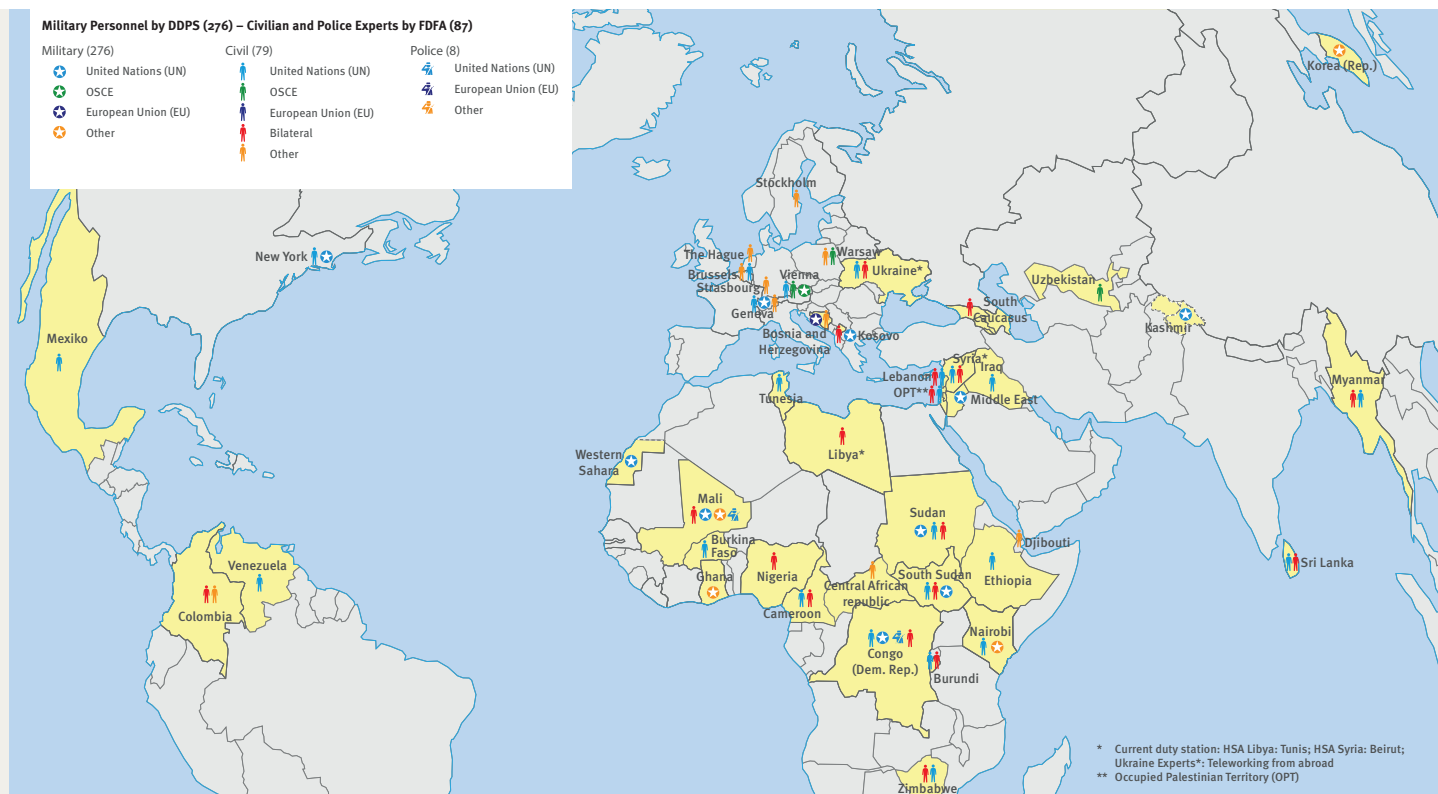 Military Personnel by DDPS (276) – Civilian and Police Experts by FDFA (87)
Military (276)
United Nations (UN)
OSCE
European Union (EU)
Other
Civil (79)
United Nations (UN)
OSCE
European Union (EU)
Bilateral
Other
Police (8)
United Nations (UN)
European Union (EU)
Other
Korea (Rep.)
Stockholm
New York
The Hague
Warsaw
Brussels
Vienna
Ukraine*
Strasbourg
Uzbekistan
Geneva
South
Caucasus
Kashmir
Mexiko
Bosnia and
Herzegovina
Kosovo
Syria*
Iraq
Lebanon
OPT**
Tunesia
Middle East
Myanmar
Western
Sahara
Libya*
Mali
Sudan
Burkina
Faso
Djibouti
Venezuela
Ghana
Nigeria
South Sudan
Ethiopia
Sri Lanka
Central African
republic
Colombia
Cameroon
Nairobi
Congo
(Dem. Rep.)
Burundi
Zimbabwe
* Current duty station: HSA Libya: Tunis; HSA Syria: Beirut;
Ukraine Experts*: Teleworking from abroad
** Occupied Palestinian Territory (OPT)